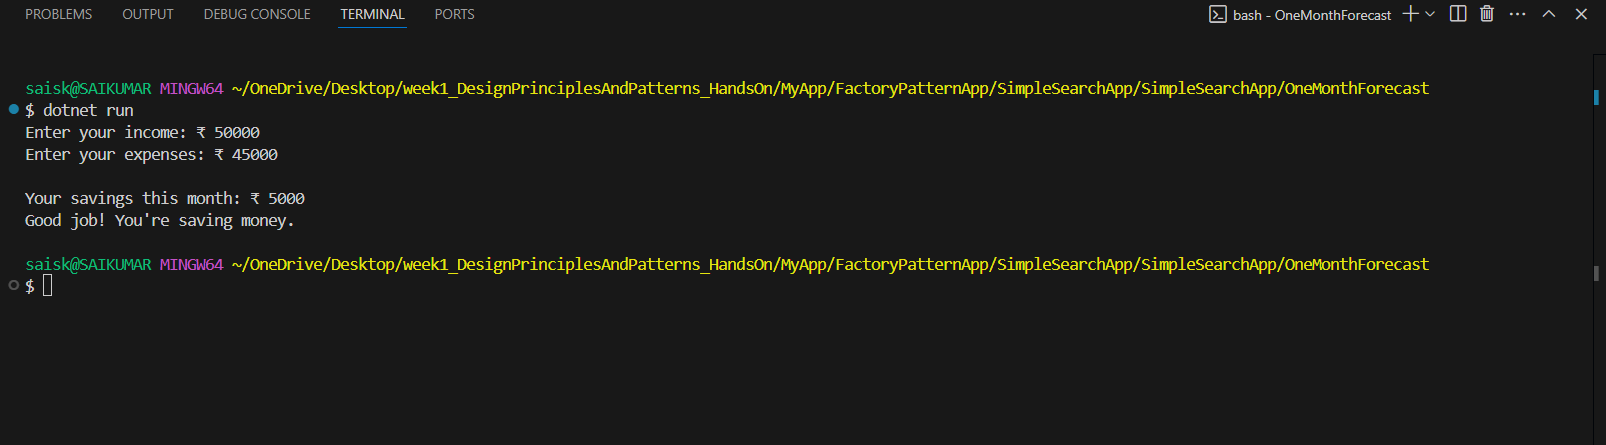 PROBLEMS OUTPUT DEBUG CONSOLE TERMINAL PORTS bash - OneMonthForecast
saisk@SAIKUMAR MINGW64 ~/OneDrive/Desktop/week1_DesignPrinciplesAndPatterns_HandsOn/MyApp/FactoryPatternApp/SimpleSearchApp/SimpleSearchApp/OneMonthForecast
$ dotnet run
Enter your income: ₹ 50000
Enter your expenses: ₹ 45000
Your savings this month: ₹ 5000
Good job! You're saving money.
saisk@SAIKUMAR MINGW64 ~/OneDrive/Desktop/week1_DesignPrinciplesAndPatterns_HandsOn/MyApp/FactoryPatternApp/SimpleSearchApp/SimpleSearchApp/OneMonthForecast
$